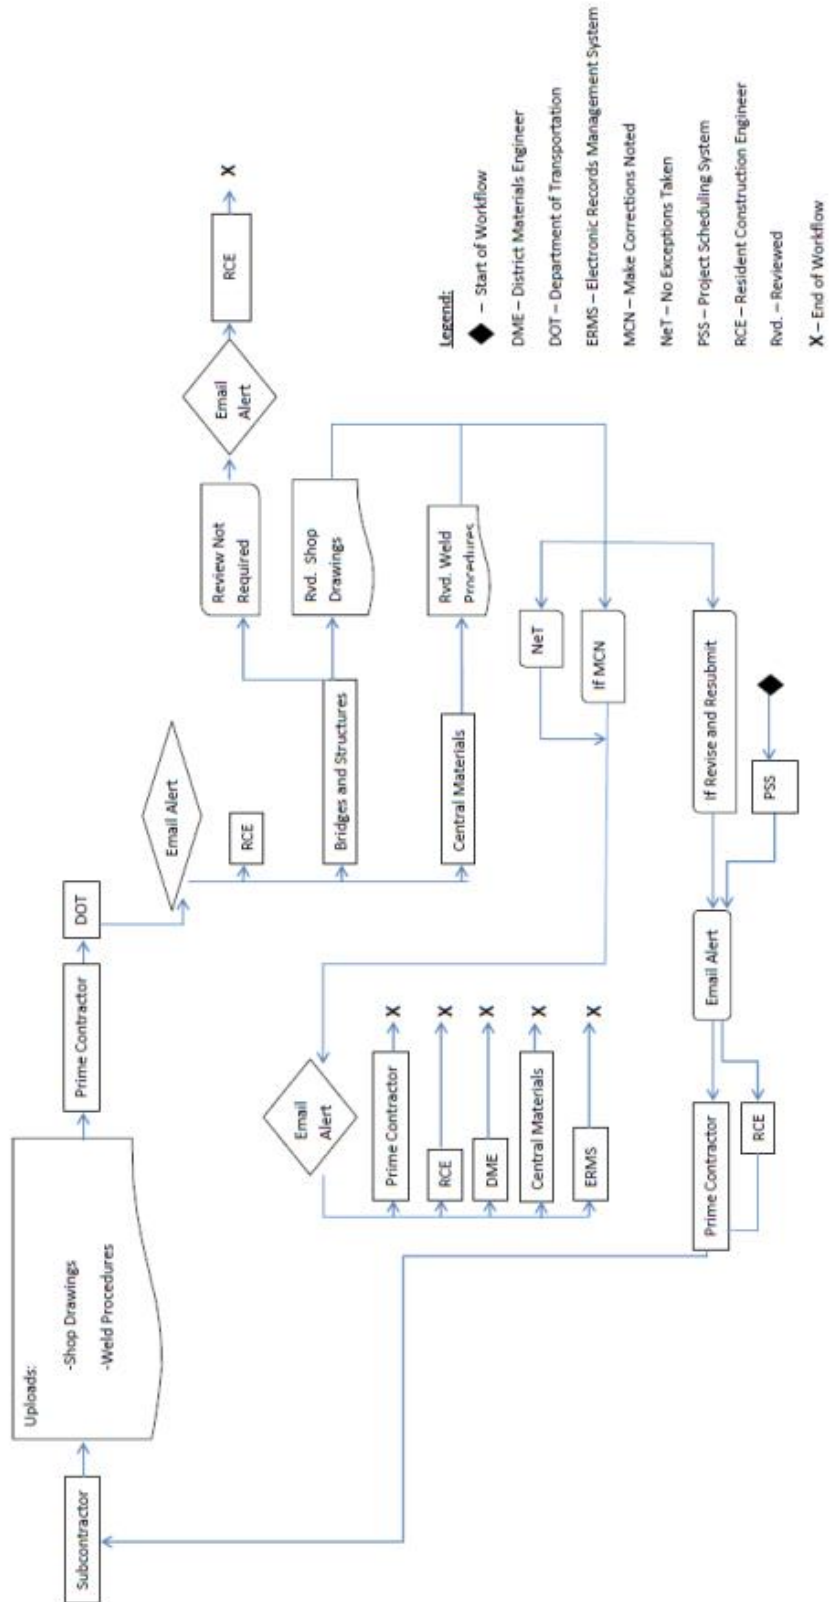 Subcontractor
Uploads:
-Shop Drawings
-Weld Procedures
Prime Contractor
DOT
Email Alert
RCE
Bridges and Structures
Central Materials
Review Not
Required
Email
Alert
RCE
X
Rvd. Shop
Drawings
Rvd. Weld
Procedures
Email
Alert
Prime Contractor
X
RCE
X
DME
X
Central Materials
X
ERMS
X
NeT
If MCN
If Revise and Resubmit
PSS
Email Alert
Prime Contractor
RCE
Legend:
– Start of Workflow
DME – District Materials Engineer
DOT – Department of Transportation
ERMS – Electronic Records Management System
MCN – Make Corrections Noted
NeT – No Exceptions Taken
PSS – Project Scheduling System
RCE – Resident Construction Engineer
Rvd. – Reviewed
X – End of Workflow